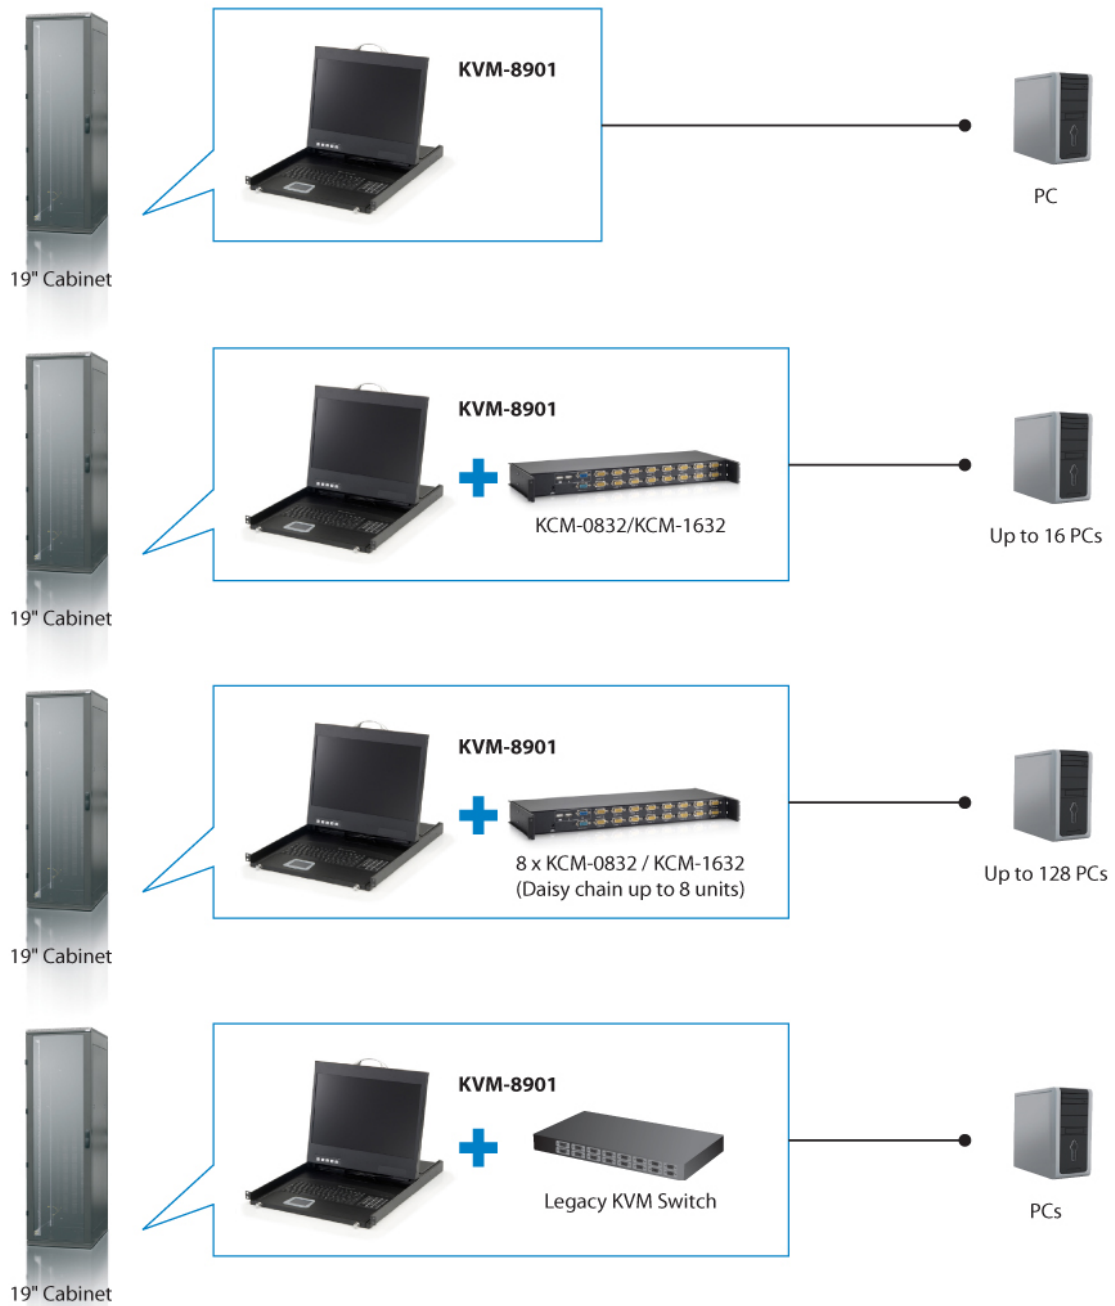 KVM-8901
PC
19" Cabinet
KVM-8901
KCM-0832/KCM-1632
Up to 16 PCs
19" Cabinet
KVM-8901
8 x KCM-0832 / KCM-1632
(Daisy chain up to 8 units)
Up to 128 PCs
19" Cabinet
KVM-8901
Legacy KVM Switch
PCs
19" Cabinet